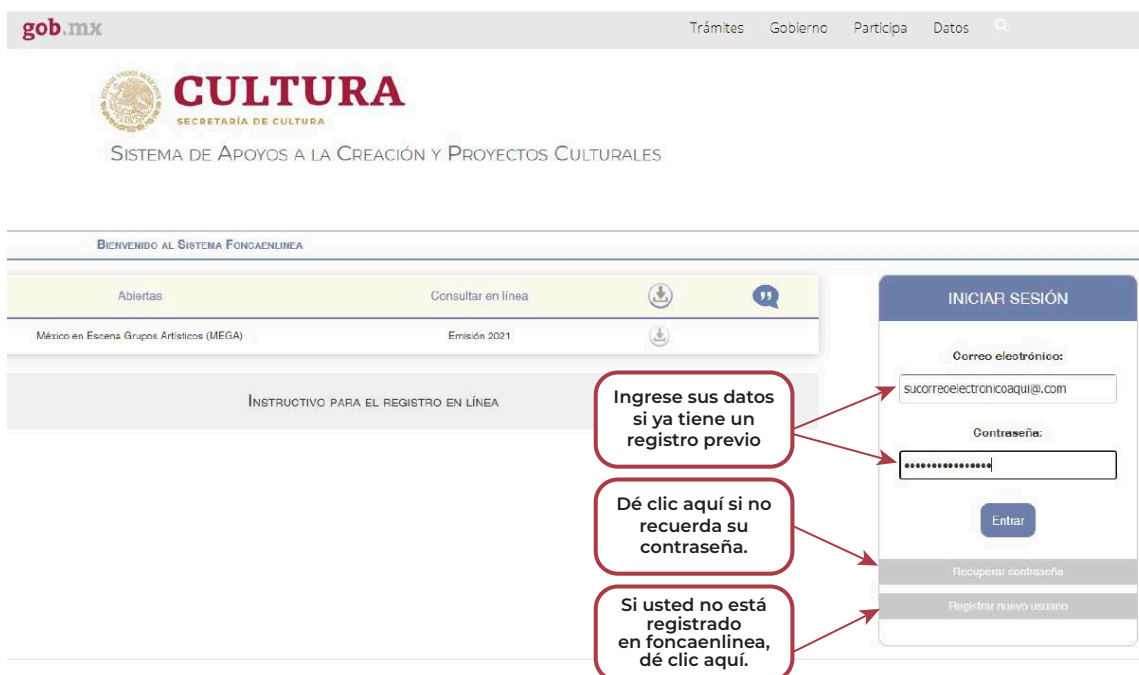 gob.mx
Trámites Gobierno Participa Datos
CULTURA
SECRETARÍA DE CULTURA
SISTEMA DE APOYOS A LA CREACIÓN Y PROYECTOS CULTURALES
BIENVENIDO AL SISTEMA FONCAENLINEA
Abiertas Consultar en línea
México en Escena Grupos Artísticos (MEGA) Emisión 2021
INSTRUCTIVO PARA EL REGISTRO EN LÍNEA
INICIAR SESIÓN
Correo electrónico:
sucorreoelectronicoaqui@.com
Contraseña:
Entrar
Recuperar contraseña
Registrar nuevo usuario
Ingrese sus datos
si ya tiene un
registro previo
Dé clic aquí si no
recuerda su
contraseña.
Si usted no está
registrado
en foncaenlinea,
dé clic aquí.